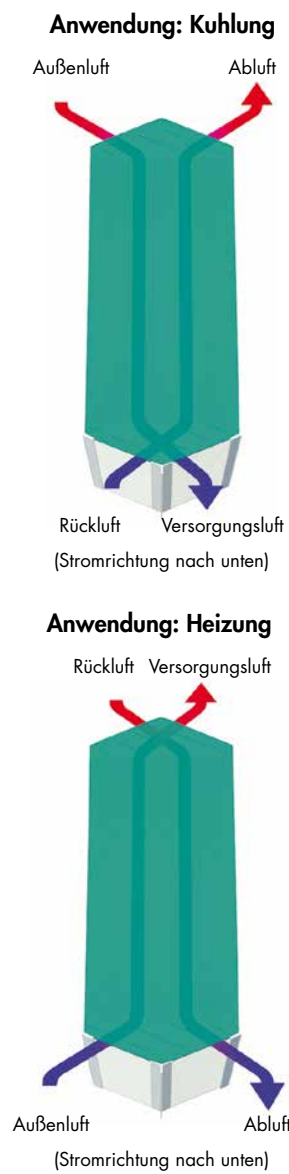 Anwendung: Kuhlung
Außenluft Abluft
Rückluft Versorgungsluft
(Stromrichtung nach unten)
Anwendung: Heizung
Rückluft Versorgungsluft
Außenluft Abluft
(Stromrichtung nach unten)